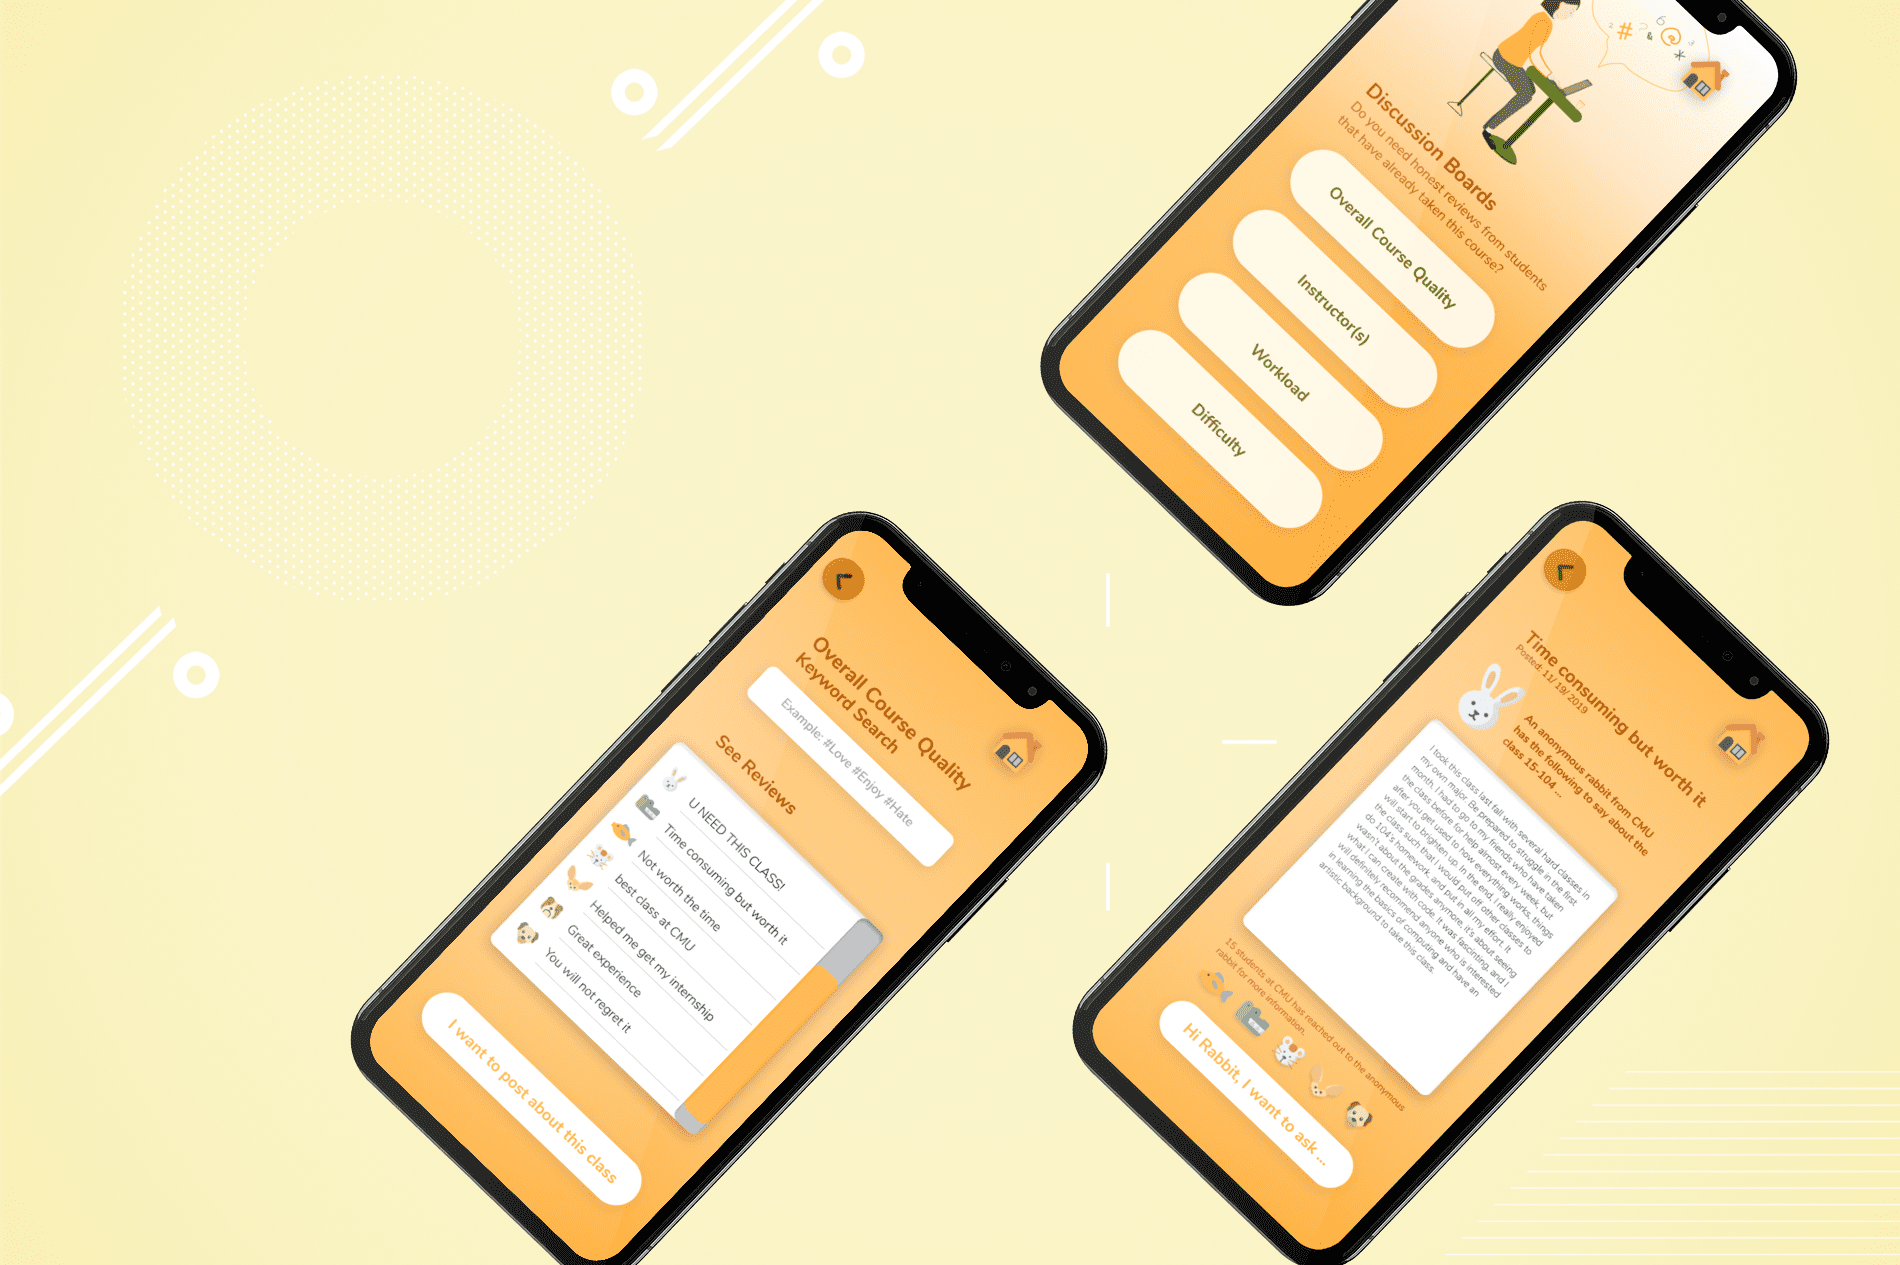 # & @ *
Discussion Boards
Do you need honest reviews from students
that have already taken this course?
Overall Course Quality
Instructor(s)
Workload
Difficulty
Overall Course Quality
Keyword Search
Example: #Love #Enjoy #Hate
See Reviews
U NEED THIS CLASS!
Time consuming but worth it
Not worth the time
best class at CMU
Helped me get my internship
Great experience
You will not regret it
I want to post about this class
Time consuming but worth it
Posted: 11/19/2019
An anonymous rabbit from CMU
has the following to say about the
class 15-104 ...
I took this class last fall with several hard classes in
my own major. Be prepared to struggle in the first
month. I had to go to my friends who have taken
the class before for help almost every week, but
after you get used to how everything works, things
will start to brighten up. In the end, I really enjoyed
the class such that I would put off other classes to
do 104's homework, and put in all my effort. It
wasn't about the grades anymore, it's about seeing
what I can create with code. It was fascinting, and I
will definitely recommend anyone who is interested
in learning the basics of computing and have an
artistic background to take this class.
15 students at CMU has reached out to the anonymous
rabbit for more information.
Hi Rabbit, I want to ask ...